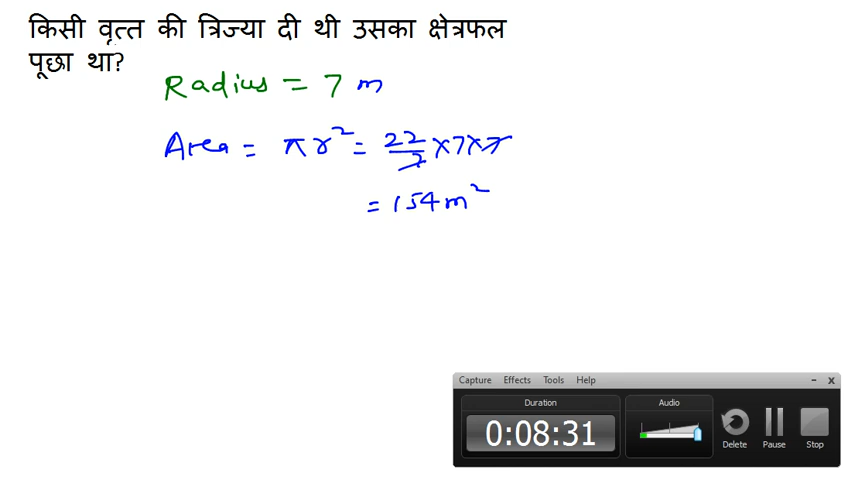 किसी वृत्त की त्रिज्या दी थी उसका क्षेत्रफल
पूछा था?
Radius = 7 m
Area = πr² = 22/7 ×7×7
= 154 m²
Capture Effects Tools Help – x
Duration Audio
0:08:31
Delete Pause Stop